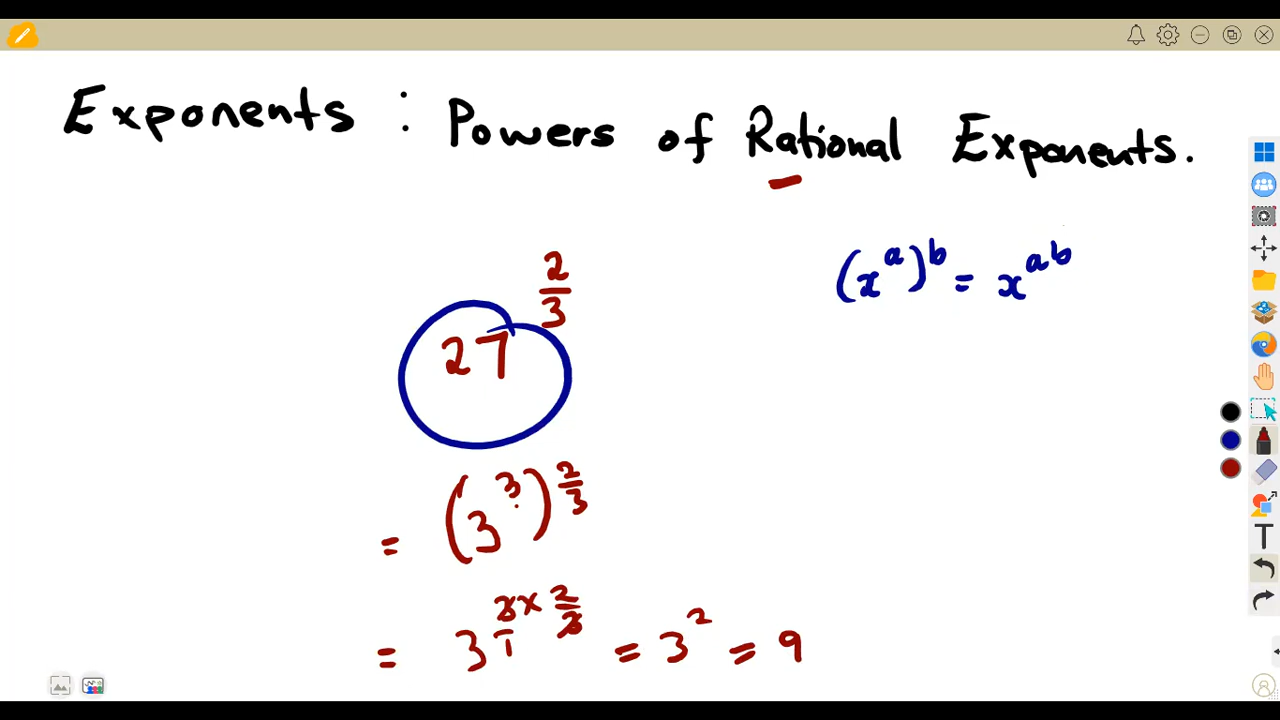 Exponents : Powers of Rational Exponents.
(x^a)^b = x^ab
27^2/3
= (3^3)^2/3
= 3^3/1 × 2/3 = 3^2 = 9
T